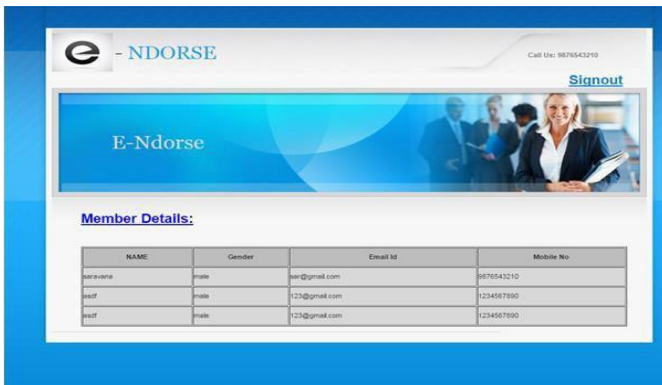 e - NDORSE
Call Us: 9876543210
Signout
E-Ndorse
Member Details:
NAME Gender Email Id Mobile No
saravana male sar@gmail.com 9876543210
asdf male 123@gmail.com 1234567890
asdf male 123@gmail.com 1234567890